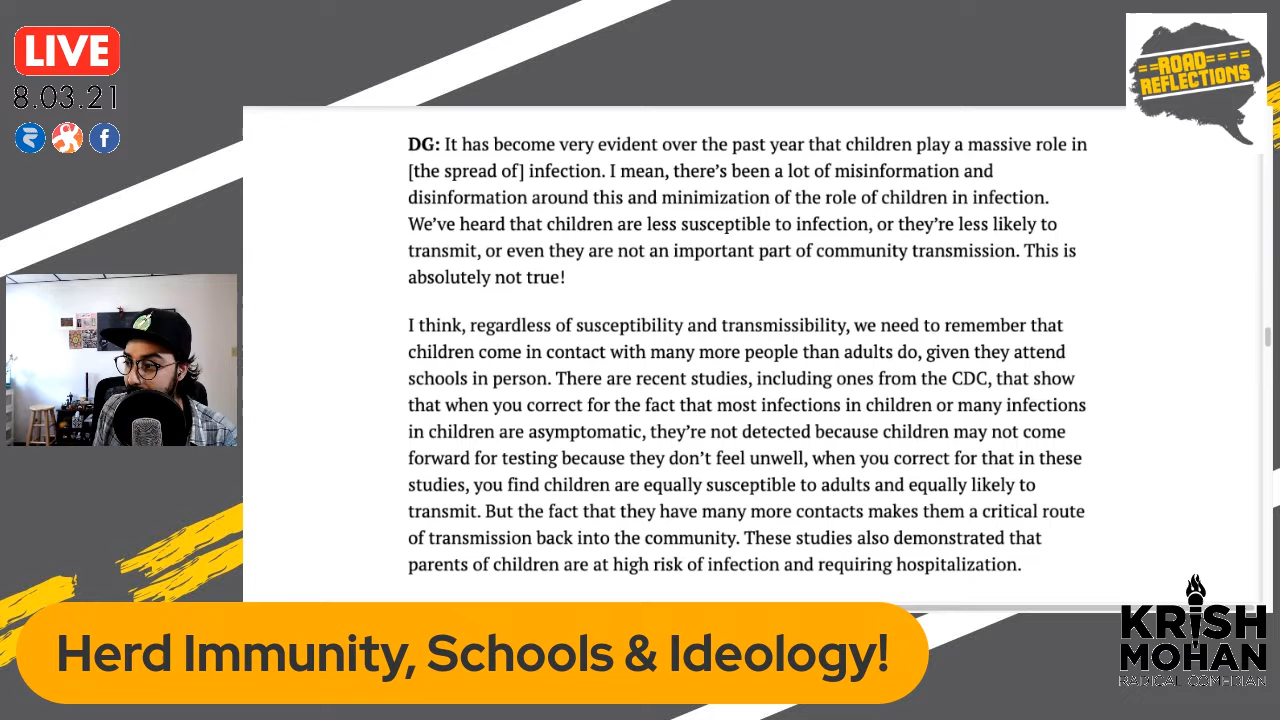 LIVE
8.03.21
==ROAD====
REFLECTIONS
DG: It has become very evident over the past year that children play a massive role in
[the spread of] infection. I mean, there’s been a lot of misinformation and
disinformation around this and minimization of the role of children in infection.
We’ve heard that children are less susceptible to infection, or they’re less likely to
transmit, or even they are not an important part of community transmission. This is
absolutely not true!
I think, regardless of susceptibility and transmissibility, we need to remember that
children come in contact with many more people than adults do, given they attend
schools in person. There are recent studies, including ones from the CDC, that show
that when you correct for the fact that most infections in children or many infections
in children are asymptomatic, they’re not detected because children may not come
forward for testing because they don’t feel unwell, when you correct for that in these
studies, you find children are equally susceptible to adults and equally likely to
transmit. But the fact that they have many more contacts makes them a critical route
of transmission back into the community. These studies also demonstrated that
parents of children are at high risk of infection and requiring hospitalization.
Herd Immunity, Schools & Ideology!
KRISH
MOHAN
RADICAL COMEDIAN